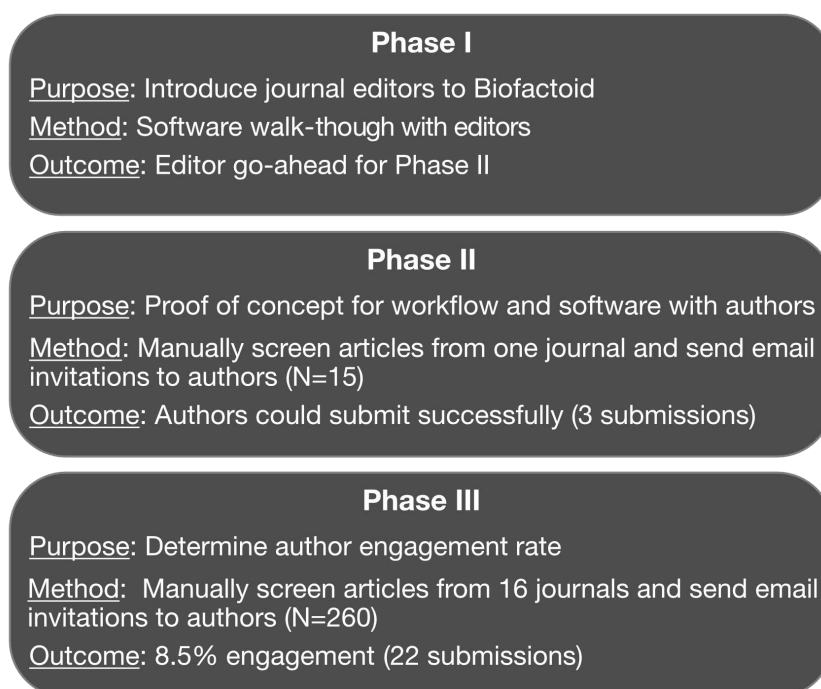 Phase I
Purpose: Introduce journal editors to Biofactoid
Method: Software walk-though with editors
Outcome: Editor go-ahead for Phase II
Phase II
Purpose: Proof of concept for workflow and software with authors
Method: Manually screen articles from one journal and send email
invitations to authors (N=15)
Outcome: Authors could submit successfully (3 submissions)
Phase III
Purpose: Determine author engagement rate
Method:  Manually screen articles from 16 journals and send email
invitations to authors (N=260)
Outcome: 8.5% engagement (22 submissions)